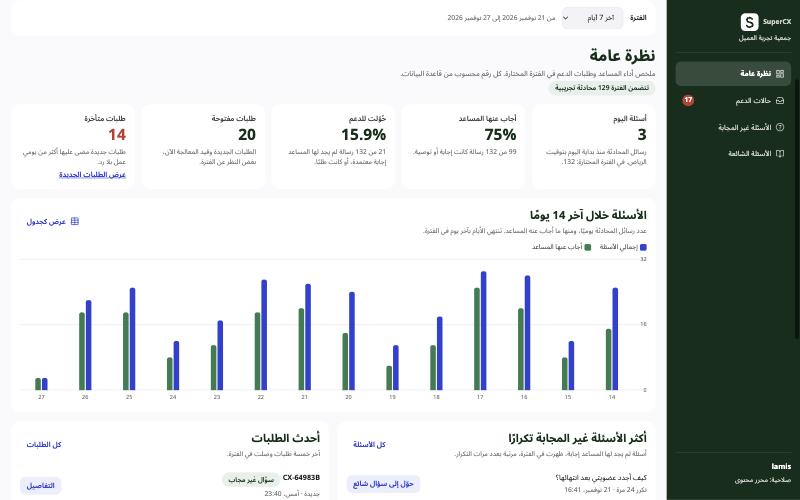 SuperCX
جمعية تجربة العميل
نظرة عامة
حالات الدعم 17
الأسئلة غير المجابة
الأسئلة الشائعة
lamis
صلاحية: محرر محتوى
الفترة آخر 7 أيام من 21 نوفمبر 2026 إلى 27 نوفمبر 2026
نظرة عامة
ملخص أداء المساعد وطلبات الدعم في الفترة المختارة. كل رقم محسوب من قاعدة البيانات.
تتضمن الفترة 129 محادثة تجريبية
أسئلة اليوم
3
رسائل المحادثة منذ بداية اليوم بتوقيت
الرياض. في الفترة المختارة: 132.
أجاب عنها المساعد
75%
99 من 132 رسالة كانت إجابة أو توصية.
حُوّلت للدعم
15.9%
21 من 132 رسالة لم يجد لها المساعد
إجابة معتمدة، أو كانت طلبًا.
طلبات مفتوحة
20
الطلبات الجديدة وقيد المعالجة الآن،
بغض النظر عن الفترة.
طلبات متأخرة
14
طلبات جديدة مضى عليها أكثر من يومي
عمل بلا رد.
عرض الطلبات الجديدة
الأسئلة خلال آخر 14 يومًا
عرض كجدول
عدد رسائل المحادثة يوميًا، ومنها ما أجاب عنه المساعد. تنتهي الأيام بآخر يوم في الفترة.
إجمالي الأسئلة أجاب عنها المساعد
32
16
0
14 15 16 17 18 19 20 21 22 23 24 25 26 27
أكثر الأسئلة غير المجابة تكرارًا
كل الأسئلة
أسئلة لم يجد لها المساعد إجابة، ظهرت في الفترة، مرتبة بعدد مرات التكرار.
كيف أجدد عضويتي بعد انتهائها؟
تكرر 24 مرة · 21 نوفمبر، 16:41
حوّل إلى سؤال شائع
أحدث الطلبات
كل الطلبات
آخر خمسة طلبات وصلت في الفترة.
CX-64983B سؤال غير مجاب
جديدة · أمس، 23:40
التفاصيل